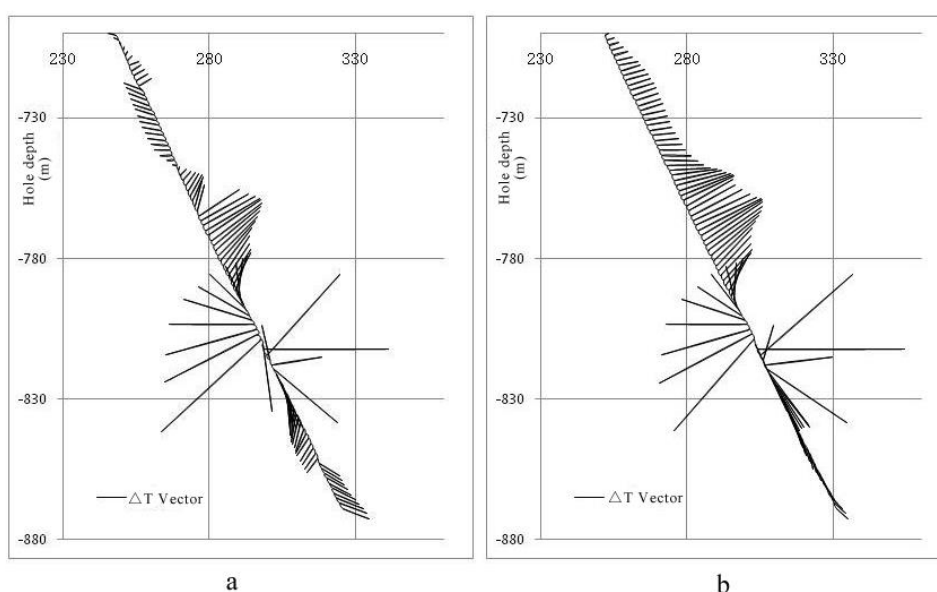 230 280 330
-730
-780
-830
-880
Hole depth
(m)
△T Vector
a
230 280 330
-730
-780
-830
-880
Hole depth
(m)
△T Vector
b